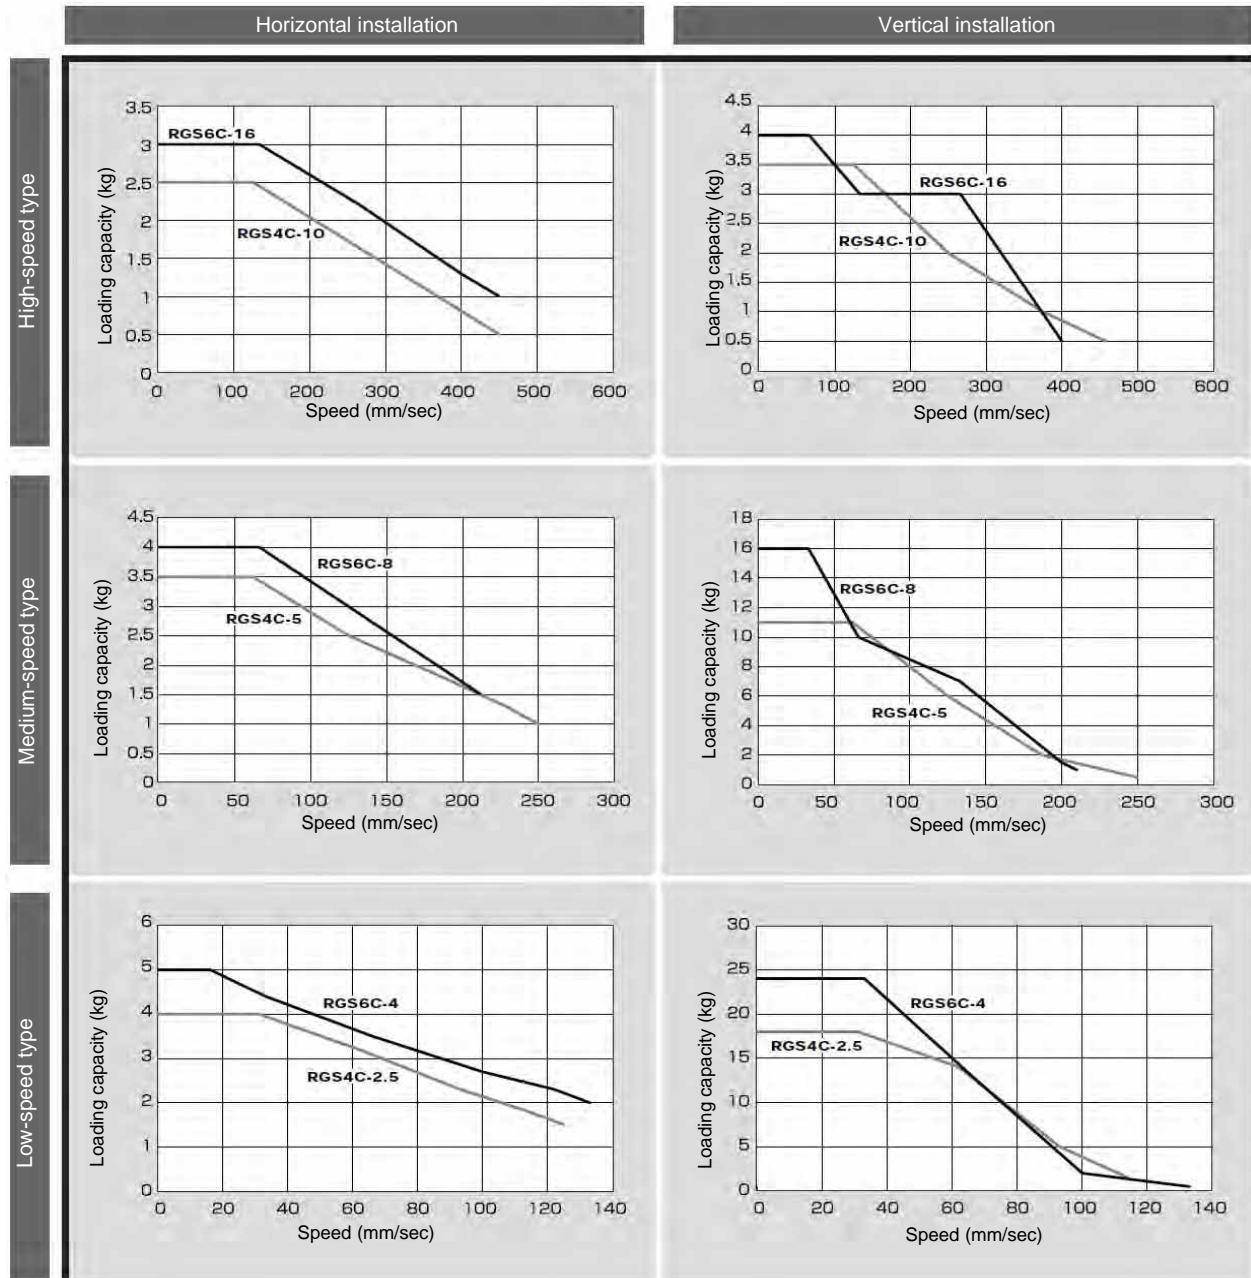 Horizontal installation
Vertical installation
High-speed type
3.5
3
2.5
2
1.5
1
0.5
0
RGS6C-16
RGS4C-10
Loading capacity (kg)
0 100 200 300 400 500 600
Speed (mm/sec)
4.5
4
3.5
3
2.5
2
1.5
1
0.5
0
RGS6C-16
RGS4C-10
Loading capacity (kg)
0 100 200 300 400 500 600
Speed (mm/sec)
Medium-speed type
4.5
4
3.5
3
2.5
2
1.5
1
0.5
0
RGS6C-8
RGS4C-5
Loading capacity (kg)
0 50 100 150 200 250 300
Speed (mm/sec)
18
16
14
12
10
8
6
4
2
0
RGS6C-8
RGS4C-5
Loading capacity (kg)
0 50 100 150 200 250 300
Speed (mm/sec)
Low-speed type
6
5
4
3
2
1
0
RGS6C-4
RGS4C-2.5
Loading capacity (kg)
0 20 40 60 80 100 120 140
Speed (mm/sec)
30
25
20
15
10
5
0
RGS6C-4
RGS4C-2.5
Loading capacity (kg)
0 20 40 60 80 100 120 140
Speed (mm/sec)